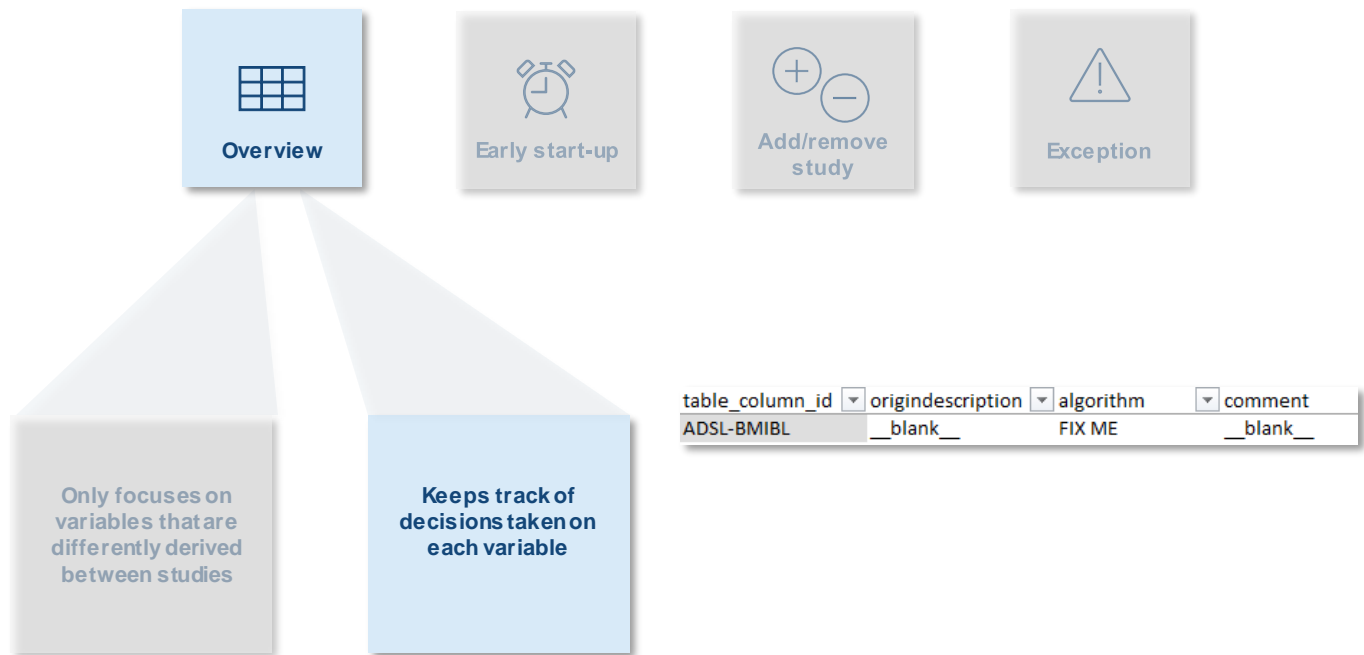 Overview
Early start-up
Add/remove
study
Exception
Only focuses on
variables that are
differently derived
between studies
Keeps track of
decisions taken on
each variable
table_column_id origindescription algorithm comment
ADSL-BMIBL __blank__ FIX ME __blank__